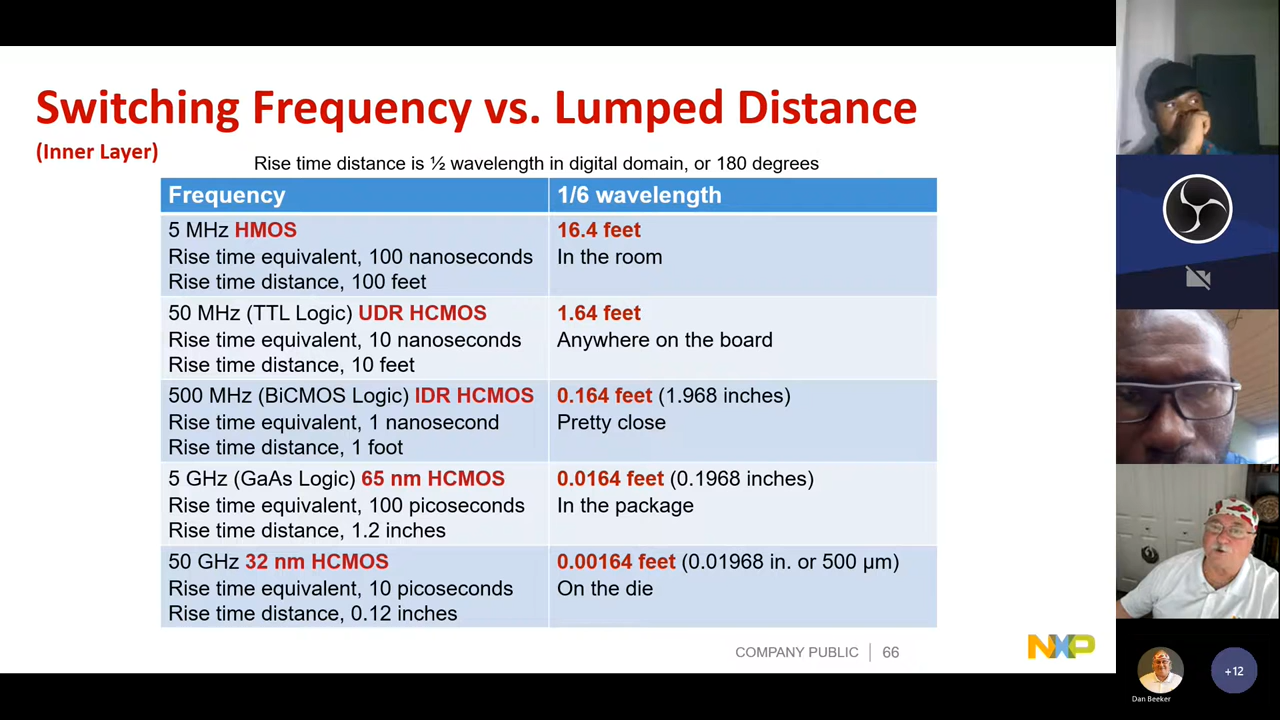 Switching Frequency vs. Lumped Distance
(Inner Layer)
Rise time distance is ½ wavelength in digital domain, or 180 degrees
Frequency
1/6 wavelength
5 MHz HMOS
Rise time equivalent, 100 nanoseconds
Rise time distance, 100 feet
16.4 feet
In the room
50 MHz (TTL Logic) UDR HCMOS
Rise time equivalent, 10 nanoseconds
Rise time distance, 10 feet
1.64 feet
Anywhere on the board
500 MHz (BiCMOS Logic) IDR HCMOS
Rise time equivalent, 1 nanosecond
Rise time distance, 1 foot
0.164 feet (1.968 inches)
Pretty close
5 GHz (GaAs Logic) 65 nm HCMOS
Rise time equivalent, 100 picoseconds
Rise time distance, 1.2 inches
0.0164 feet (0.1968 inches)
In the package
50 GHz 32 nm HCMOS
Rise time equivalent, 10 picoseconds
Rise time distance, 0.12 inches
0.00164 feet (0.01968 in. or 500 µm)
On the die
COMPANY PUBLIC | 66
NXP
Dan Beeker
+12